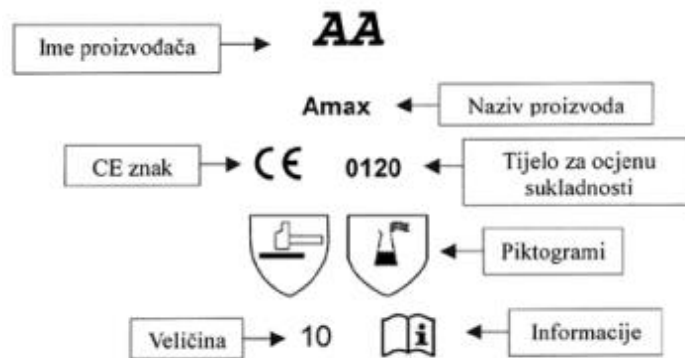 AA
Ime proizvođača
Amax
Naziv proizvoda
CE znak
CE
0120
Tijelo za ocjenu
sukladnosti
Piktogrami
Veličina
10
i
Informacije